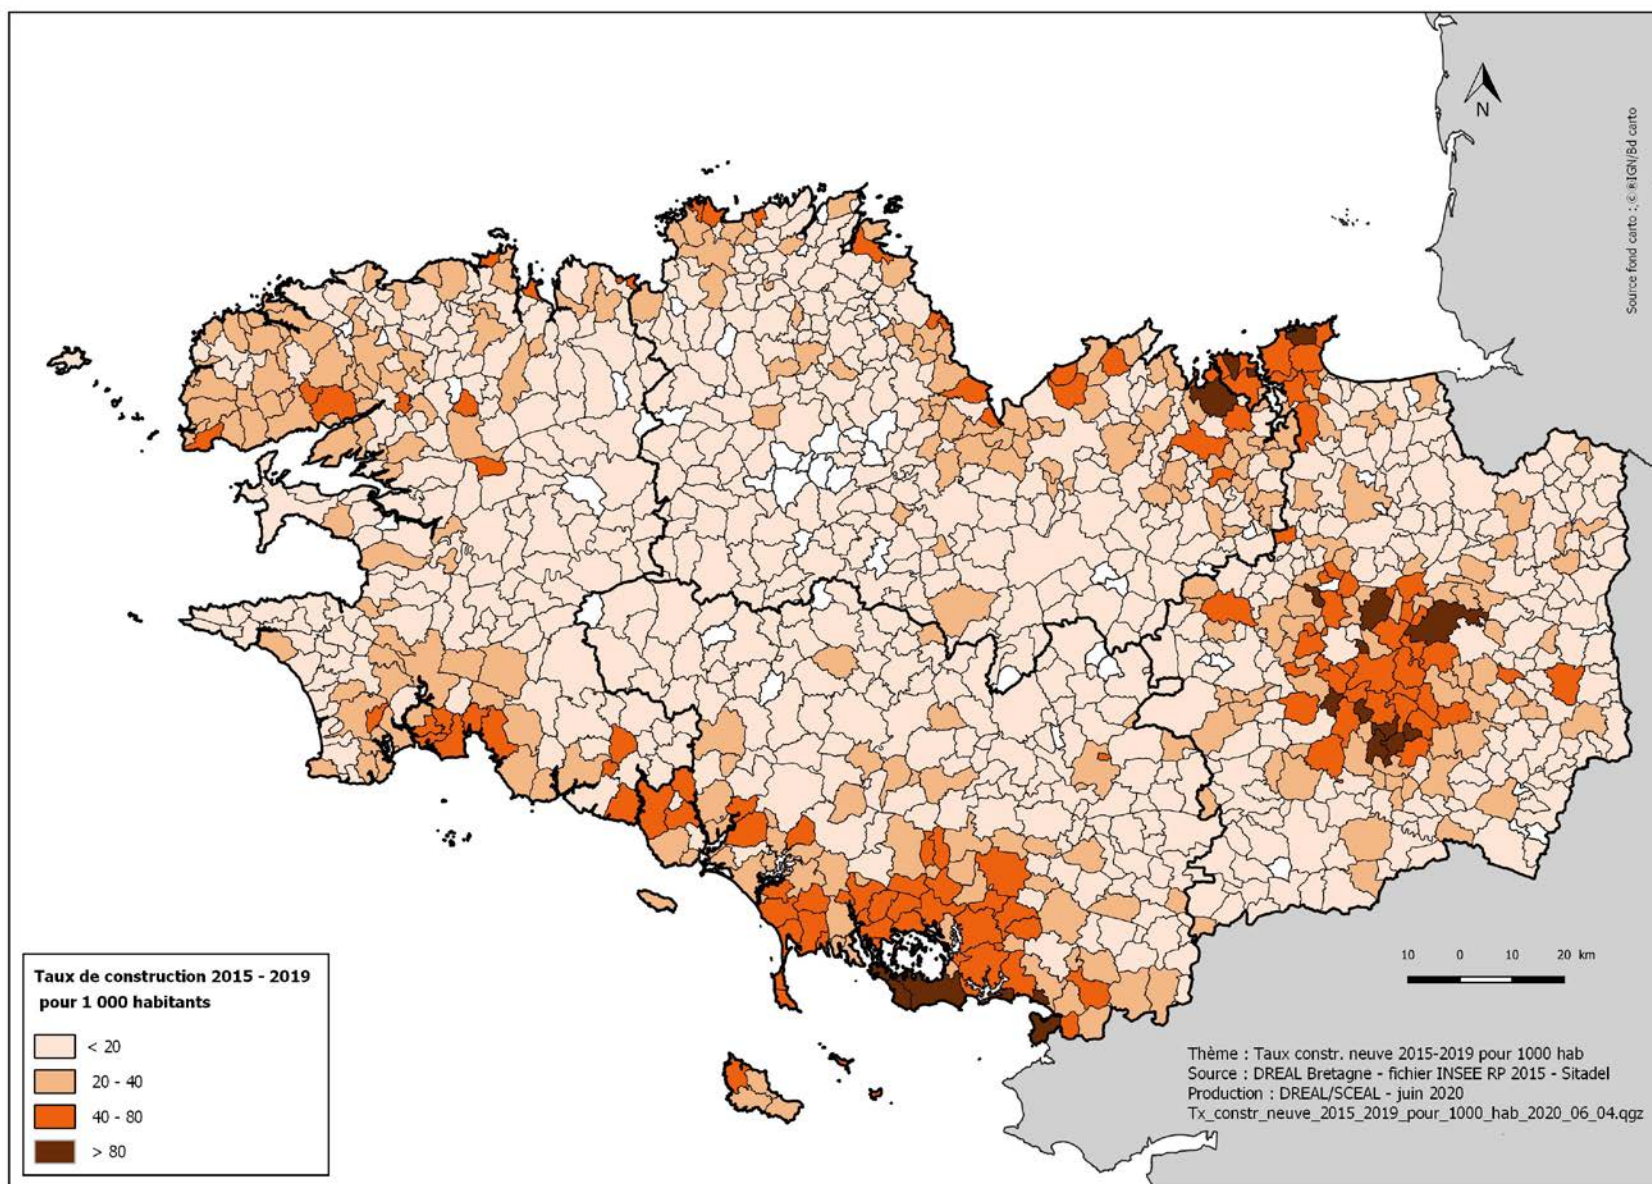 N
Source fond carto : ,© ®IGN/Bd carto
Taux de construction 2015 - 2019
pour 1 000 habitants
< 20
20 - 40
40 - 80
> 80
10 0 10 20 km
Thème : Taux constr. neuve 2015-2019 pour 1000 hab
Source : DREAL Bretagne - fichier INSEE RP 2015 - Sitadel
Production : DREAL/SCEAL - juin 2020
Tx_constr_neuve_2015_2019_pour_1000_hab_2020_06_04.qgz